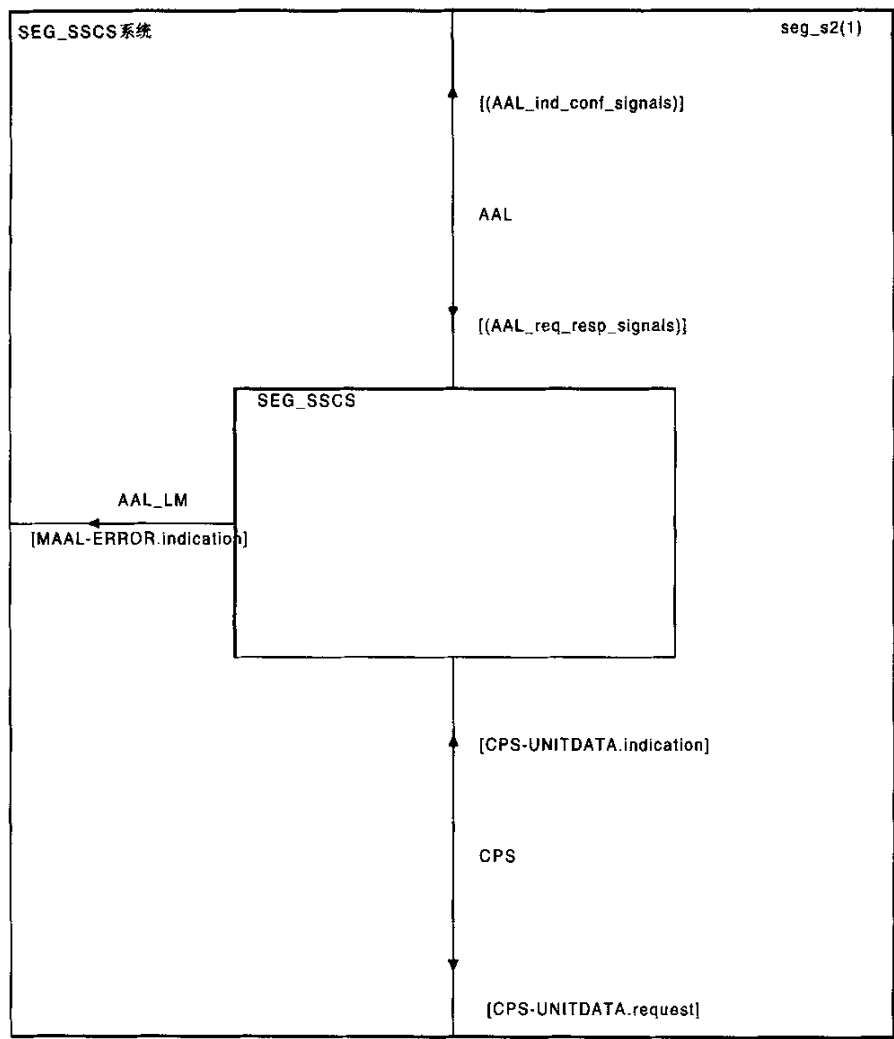 SEG_SSCS系统
seg_s2(1)
[(AAL_ind_conf_signals)]
AAL
[(AAL_req_resp_signals)]
SEG_SSCS
AAL_LM
[MAAL-ERROR.indication]
[CPS-UNITDATA.indication]
CPS
[CPS-UNITDATA.request]